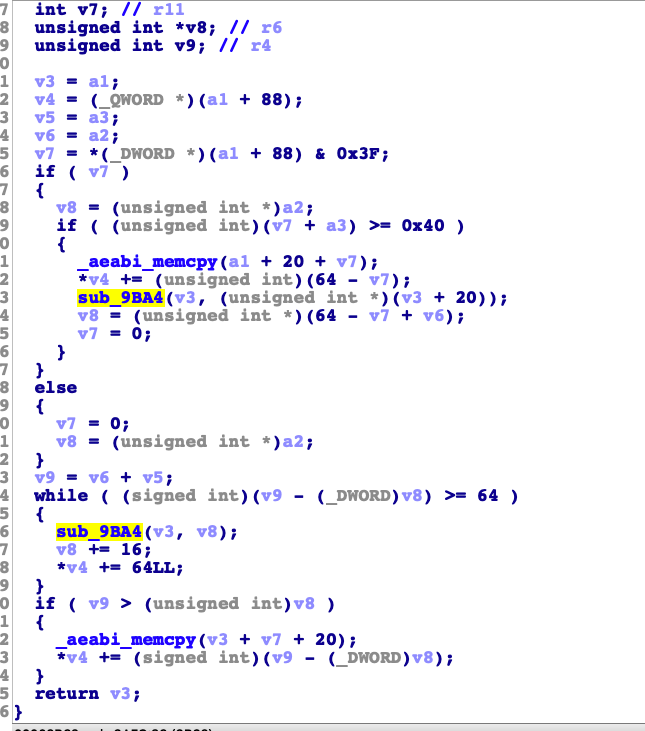 7 int v7; // r11
8 unsigned int *v8; // r6
9 unsigned int v9; // r4
0
1 v3 = a1;
2 v4 = (_QWORD *)(a1 + 88);
3 v5 = a3;
4 v6 = a2;
5 v7 = *(_DWORD *)(a1 + 88) & 0x3F;
6 if ( v7 )
7 {
8 v8 = (unsigned int *)a2;
9 if ( (unsigned int)(v7 + a3) >= 0x40 )
0 {
1 _aeabi_memcpy(a1 + 20 + v7);
2 *v4 += (unsigned int)(64 - v7);
3 sub_9BA4(v3, (unsigned int *)(v3 + 20));
4 v8 = (unsigned int *)(64 - v7 + v6);
5 v7 = 0;
6 }
7 }
8 else
9 {
0 v7 = 0;
1 v8 = (unsigned int *)a2;
2 }
3 v9 = v6 + v5;
4 while ( (signed int)(v9 - (_DWORD)v8) >= 64 )
5 {
6 sub_9BA4(v3, v8);
7 v8 += 16;
8 *v4 += 64LL;
9 }
0 if ( v9 > (unsigned int)v8 )
1 {
2 _aeabi_memcpy(v3 + v7 + 20);
3 *v4 += (signed int)(v9 - (_DWORD)v8);
4 }
5 return v3;
6 }